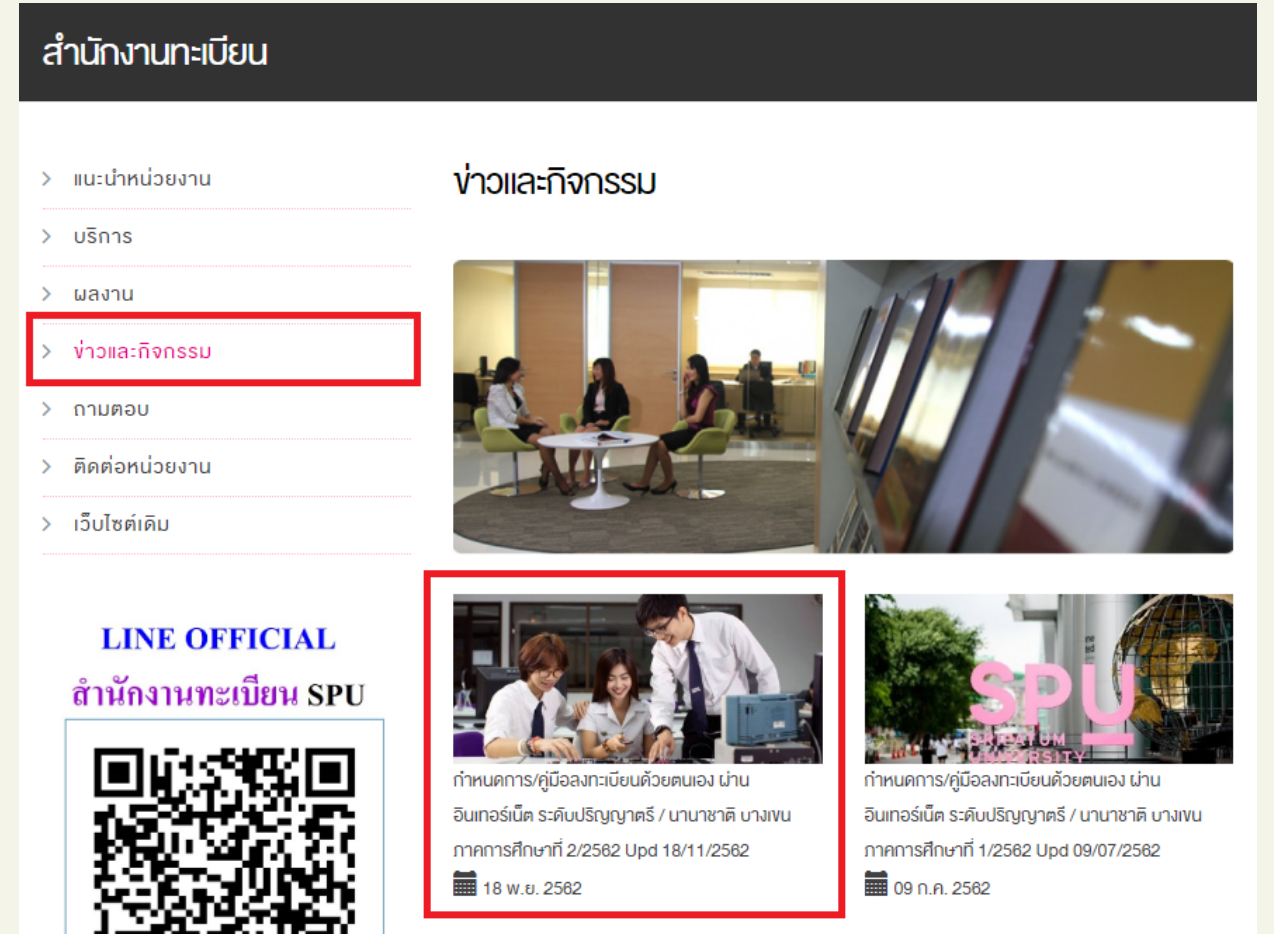 สำนักงานทะเบียน
แนะนำหน่วยงาน
บริการ
ผลงาน
ข่าวและกิจกรรม
ถามตอบ
ติดต่อหน่วยงาน
เว็บไซต์เดิม
LINE OFFICIAL
สำนักงานทะเบียน SPU
ข่าวและกิจกรรม
กำหนดการ/คู่มือลงทะเบียนด้วยตนเอง ผ่าน
อินเทอร์เน็ต ระดับปริญญาตรี / นานาชาติ บางเขน
ภาคการศึกษาที่ 2/2562 Upd 18/11/2562
18 พ.ย. 2562
SPU
SRIPATUM
UNIVERSITY
กำหนดการ/คู่มือลงทะเบียนด้วยตนเอง ผ่าน
อินเทอร์เน็ต ระดับปริญญาตรี / นานาชาติ บางเขน
ภาคการศึกษาที่ 1/2562 Upd 09/07/2562
09 ก.ค. 2562